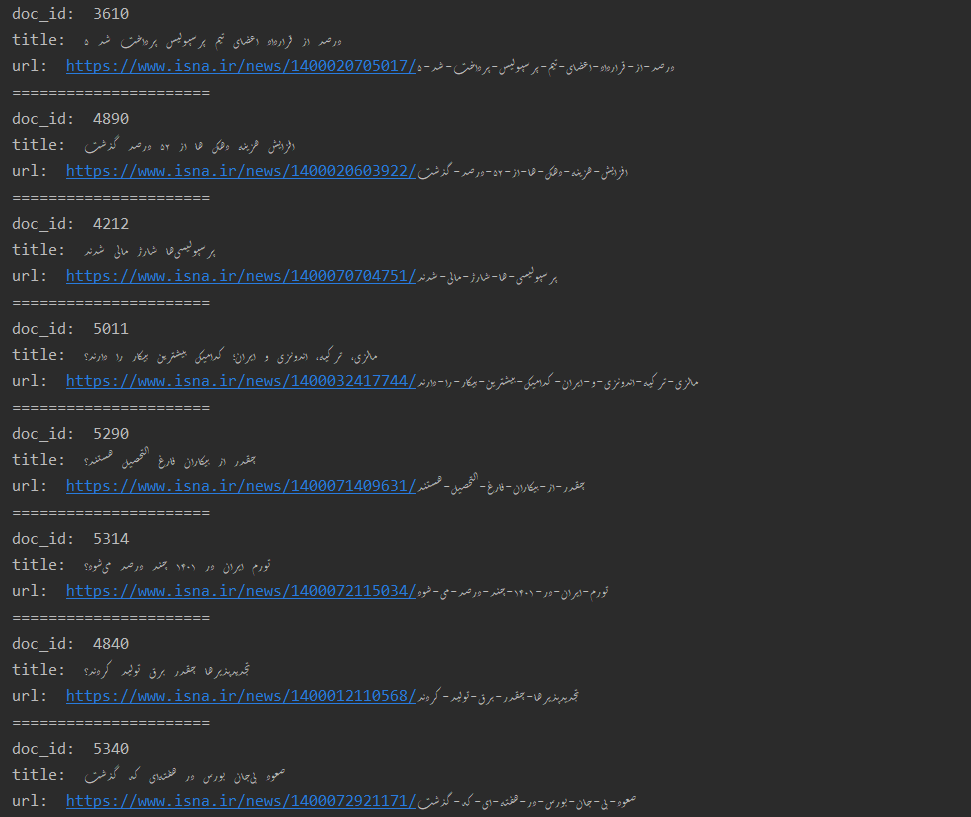 doc_id:  3610
title:  ۵ درصد از قرارداد اعضای تیم پرسپولیس پرداخت شد
url:  https://www.isna.ir/news/1400020705017/۵-درصد-از-قرارداد-اعضای-تیم-پرسپولیس-پرداخت-شد
======================
doc_id:  4890
title:  افزایش هزینه دهک ها از ۵۲ درصد گذشت
url:  https://www.isna.ir/news/1400020603922/افزایش-هزینه-دهک-ها-از-۵۲-درصد-گذشت
======================
doc_id:  4212
title:  پرسپولیسی‌ها شارژ مالی شدند
url:  https://www.isna.ir/news/1400070704751/پرسپولیسی-ها-شارژ-مالی-شدند
======================
doc_id:  5011
title:  مالزی، ترکیه، اندونزی و ایران؛ کدامیک بیشترین بیکار را دارند؟
url:  https://www.isna.ir/news/1400032417744/مالزی-ترکیه-اندونزی-و-ایران-کدامیک-بیشترین-بیکار-را-دارند
======================
doc_id:  5290
title:  چقدر از بیکاران فارغ التحصیل هستند؟
url:  https://www.isna.ir/news/1400071409631/چقدر-از-بیکاران-فارغ-التحصیل-هستند
======================
doc_id:  5314
title:  تورم ایران در ۱۴۰۱ چند درصد می‌شود؟
url:  https://www.isna.ir/news/1400072115034/تورم-ایران-در-۱۴۰۱-چند-درصد-می-شود
======================
doc_id:  4840
title:  تجدیدپذیرها چقدر برق تولید کردند؟
url:  https://www.isna.ir/news/1400012110568/تجدیدپذیرها-چقدر-برق-تولید-کردند
======================
doc_id:  5340
title:  صعود بی‌جان بورس در هفته‌ای که گذشت
url:  https://www.isna.ir/news/1400072921171/صعود-بی-جان-بورس-در-هفته-ای-که-گذشت